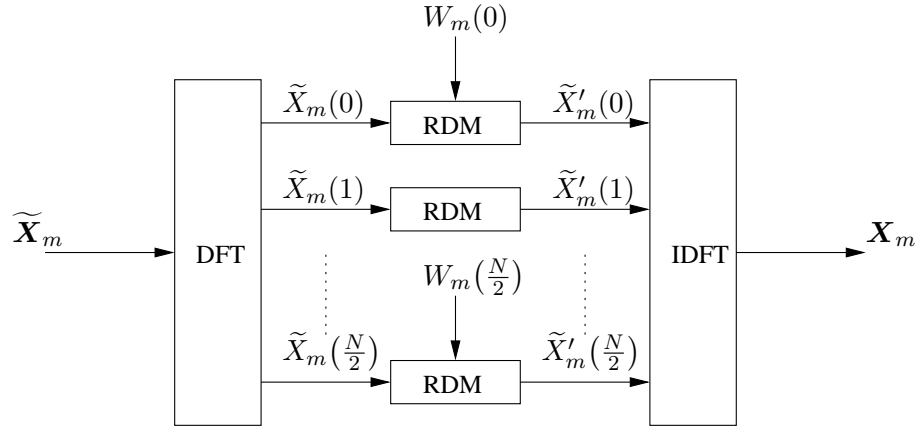 W_m(0)
X̃_m(0) RDM X̃′_m(0)
X̃_m(1) RDM X̃′_m(1)
𝑿̃_m DFT IDFT 𝑿_m
W_m(N/2)
X̃_m(N/2) RDM X̃′_m(N/2)